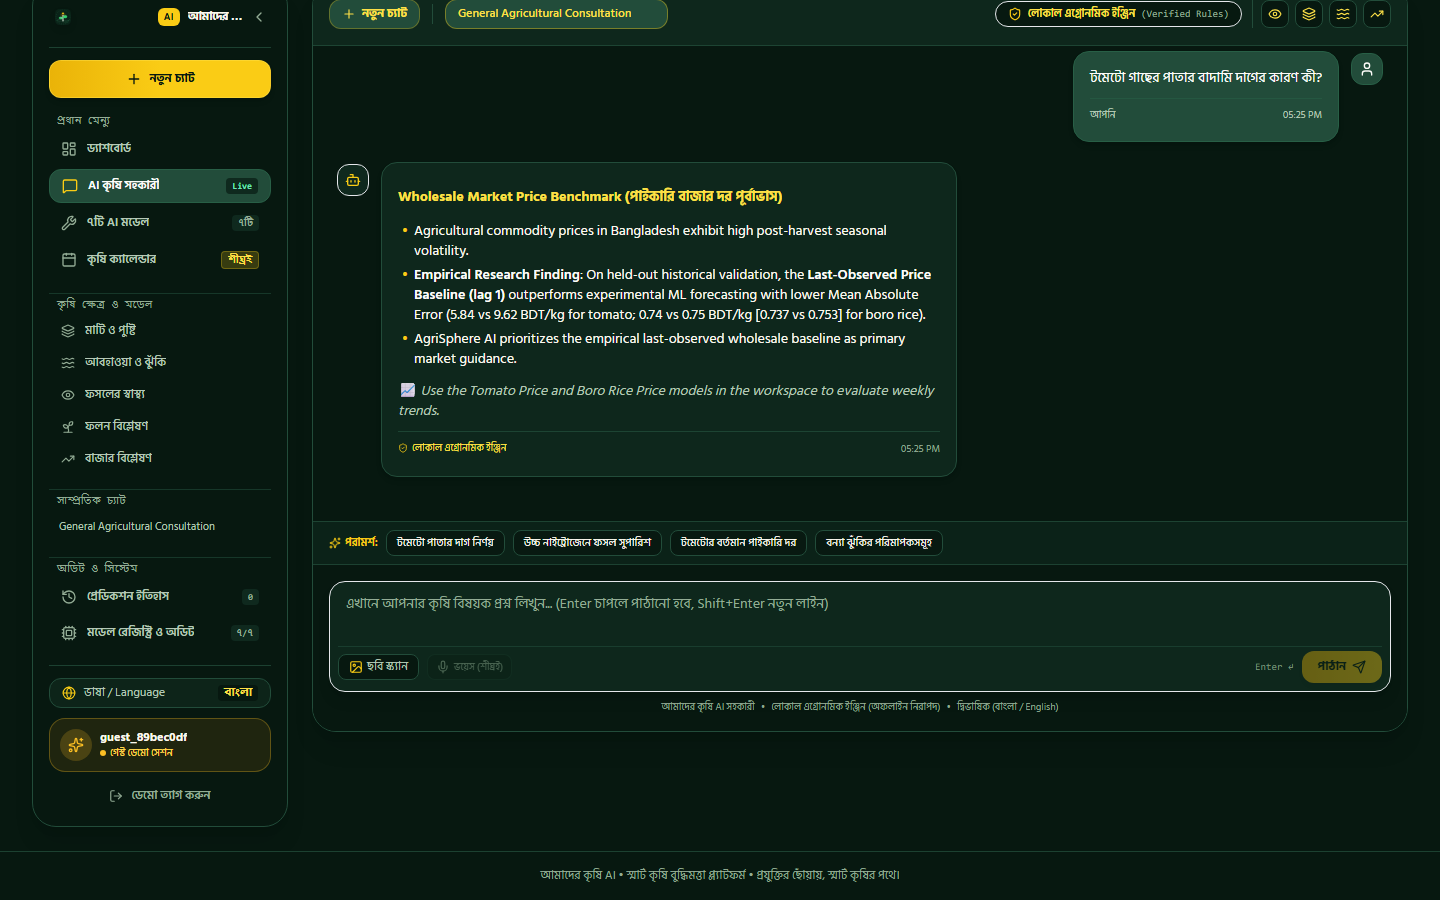 AI আমাদের ...
নতুন চ্যাট
প্রধান মেন্যু
ড্যাশবোর্ড
AI কৃষি সহকারী Live
৭টি AI মডেল ৭টি
কৃষি ক্যালেন্ডার শীঘ্রই
কৃষি ক্ষেত্র ও মডেল
মাটি ও পুষ্টি
আবহাওয়া ও ঝুঁকি
ফসলের স্বাস্থ্য
ফলন বিশ্লেষণ
বাজার বিশ্লেষণ
সাম্প্রতিক চ্যাট
General Agricultural Consultation
অডিট ও সিস্টেম
প্রেডিকশন ইতিহাস 0
মডেল রেজিস্ট্রি ও অডিট ৭/৭
ভাষা / Language বাংলা
guest_89bec0df
গেস্ট ডেমো সেশন
ডেমো ত্যাগ করুন
নতুন চ্যাট General Agricultural Consultation লোকাল এগ্রোনমিক ইঞ্জিন (Verified Rules)
টমেটো গাছের পাতার বাদামি দাগের কারণ কী?
আপনি 05:25 PM
Wholesale Market Price Benchmark (পাইকারি বাজার দর পূর্বাভাস)
• Agricultural commodity prices in Bangladesh exhibit high post-harvest seasonal
volatility.
• Empirical Research Finding: On held-out historical validation, the Last-Observed Price
Baseline (lag 1) outperforms experimental ML forecasting with lower Mean Absolute
Error (5.84 vs 9.62 BDT/kg for tomato; 0.74 vs 0.75 BDT/kg [0.737 vs 0.753] for boro rice).
• AgriSphere AI prioritizes the empirical last-observed wholesale baseline as primary
market guidance.
📈 Use the Tomato Price and Boro Rice Price models in the workspace to evaluate weekly
trends.
লোকাল এগ্রোনমিক ইঞ্জিন 05:25 PM
পরামর্শ: টমেটো পাতার দাগ নির্ণয় উচ্চ নাইট্রোজেনে ফসল সুপারিশ টমেটোর বর্তমান পাইকারি দর বন্যা ঝুঁকির পরিমাপকসমূহ
এখানে আপনার কৃষি বিষয়ক প্রশ্ন লিখুন... (Enter চাপলে পাঠানো হবে, Shift+Enter নতুন লাইন)
ছবি স্ক্যান ভয়েস (শীঘ্রই) Enter ↵ পাঠান
আমাদের কৃষি AI সহকারী • লোকাল এগ্রোনমিক ইঞ্জিন (অফলাইন নিরাপদ) • দ্বিভাষিক (বাংলা / English)
আমাদের কৃষি AI • স্মার্ট কৃষি বুদ্ধিমত্তা প্ল্যাটফর্ম • প্রযুক্তির ছোঁয়ায়, স্মার্ট কৃষির পথে।